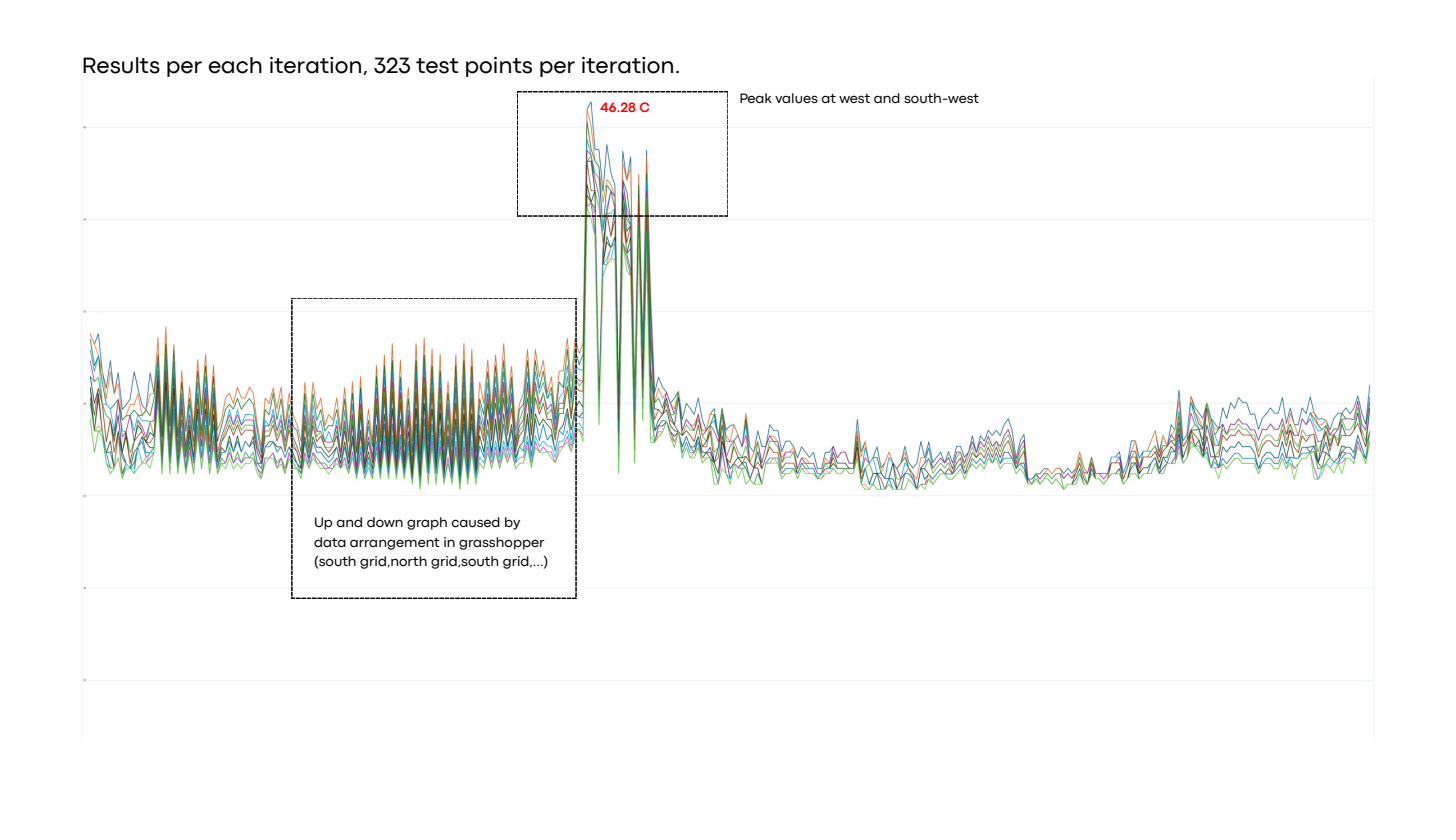 Results per each iteration, 323 test points per iteration.
46.28 C
Peak values at west and south-west
Up and down graph caused by
data arrangement in grasshopper
(south grid,north grid,south grid,...)